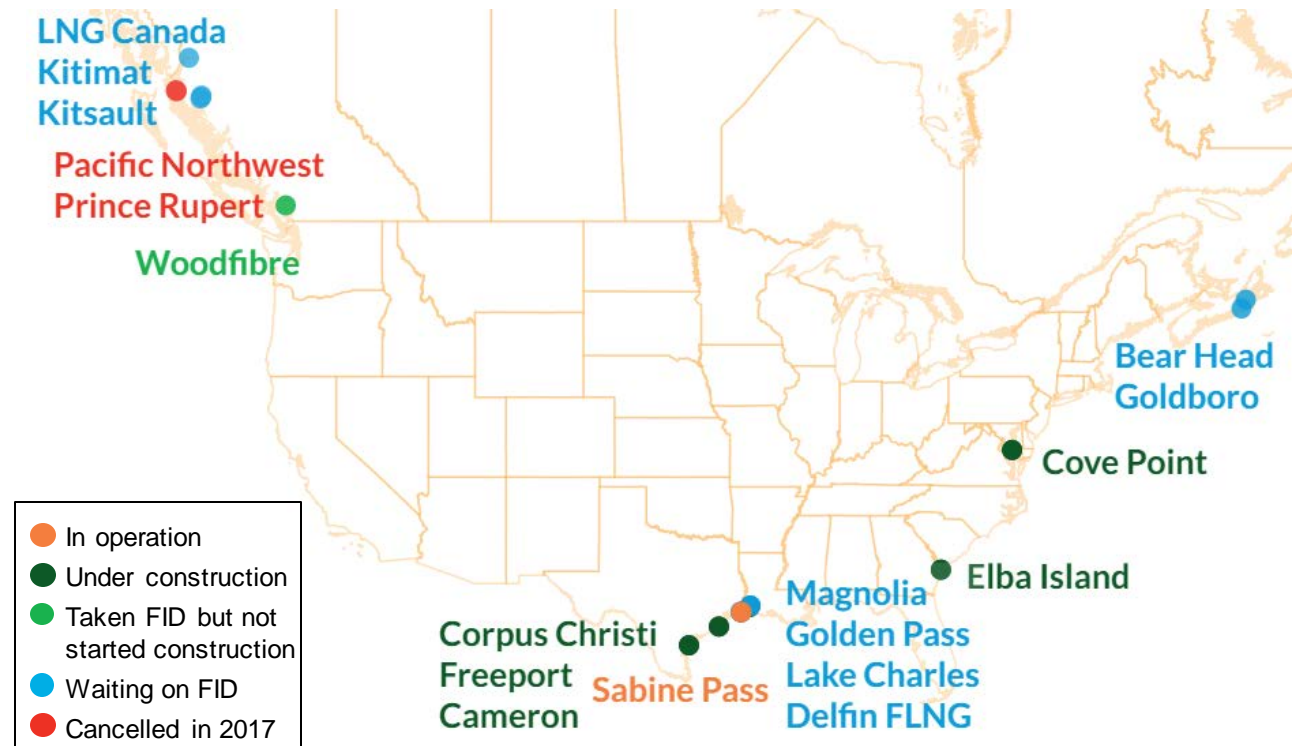 LNG Canada
Kitimat
Kitsault
Pacific Northwest
Prince Rupert
Woodfibre
Bear Head
Goldboro
Cove Point
Elba Island
Magnolia
Golden Pass
Lake Charles
Delfin FLNG
Corpus Christi
Freeport
Cameron
Sabine Pass
In operation
Under construction
Taken FID but not
started construction
Waiting on FID
Cancelled in 2017